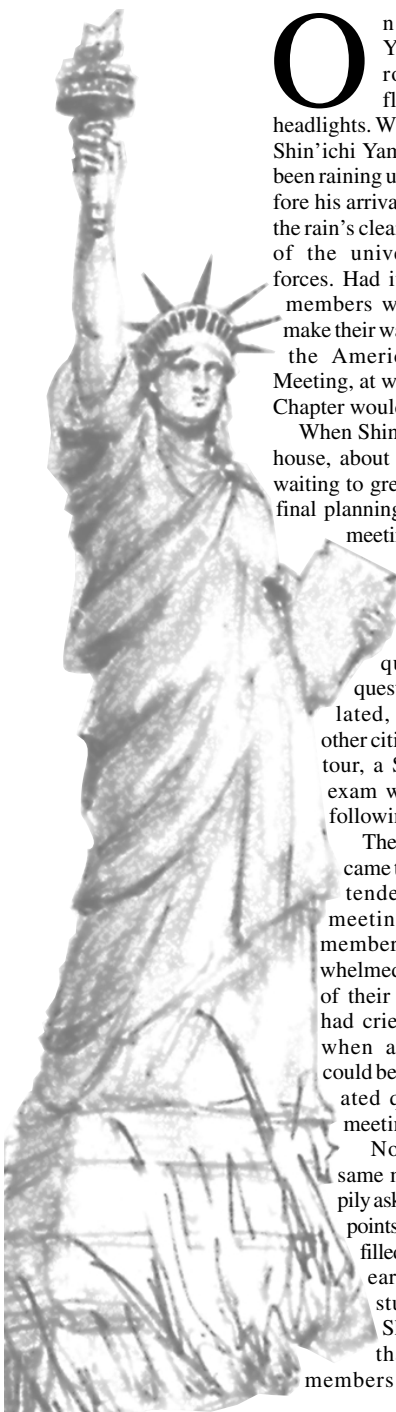 On
Y
ro
fl
headlights. W
Shin'ichi Yam
been raining u
fore his arriva
the rain's clear
of the unive
forces. Had i
members w
make their wa
the Americ
Meeting, at w
Chapter would
When Shin
house, about
waiting to gre
final planning
meetin
qu
quest
lated,
other citi
tour, a S
exam w
followin
The
came t
tende
meetin
member
whelmed
of their
had crie
when a
could be
ated q
meetin
No
same n
pily ask
points
filled
ear
stu
Sh
th
members